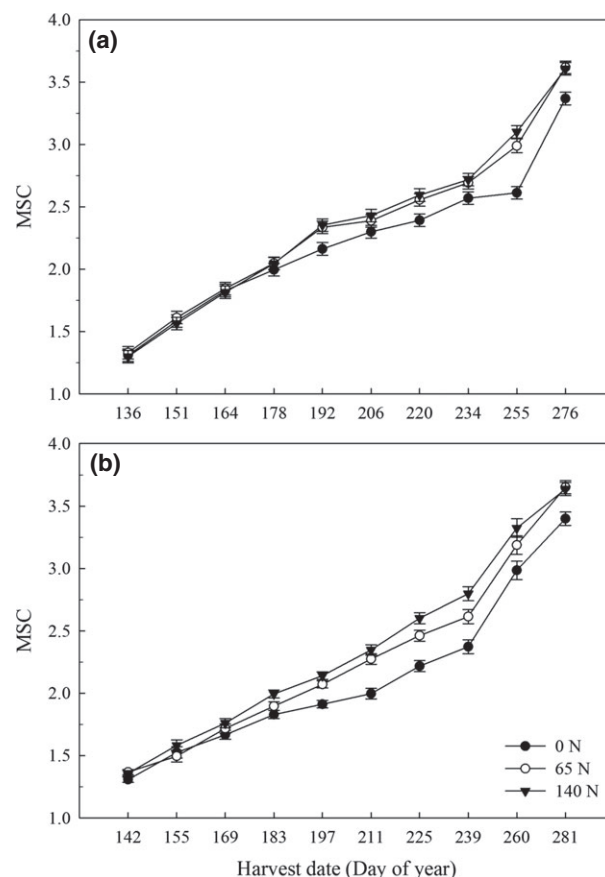 (a)
4.0
3.5
3.0
2.5
2.0
1.5
1.0
MSC
136 151 164 178 192 206 220 234 255 276
(b)
4.0
3.5
3.0
2.5
2.0
1.5
1.0
MSC
0 N
65 N
140 N
142 155 169 183 197 211 225 239 260 281
Harvest date (Day of year)